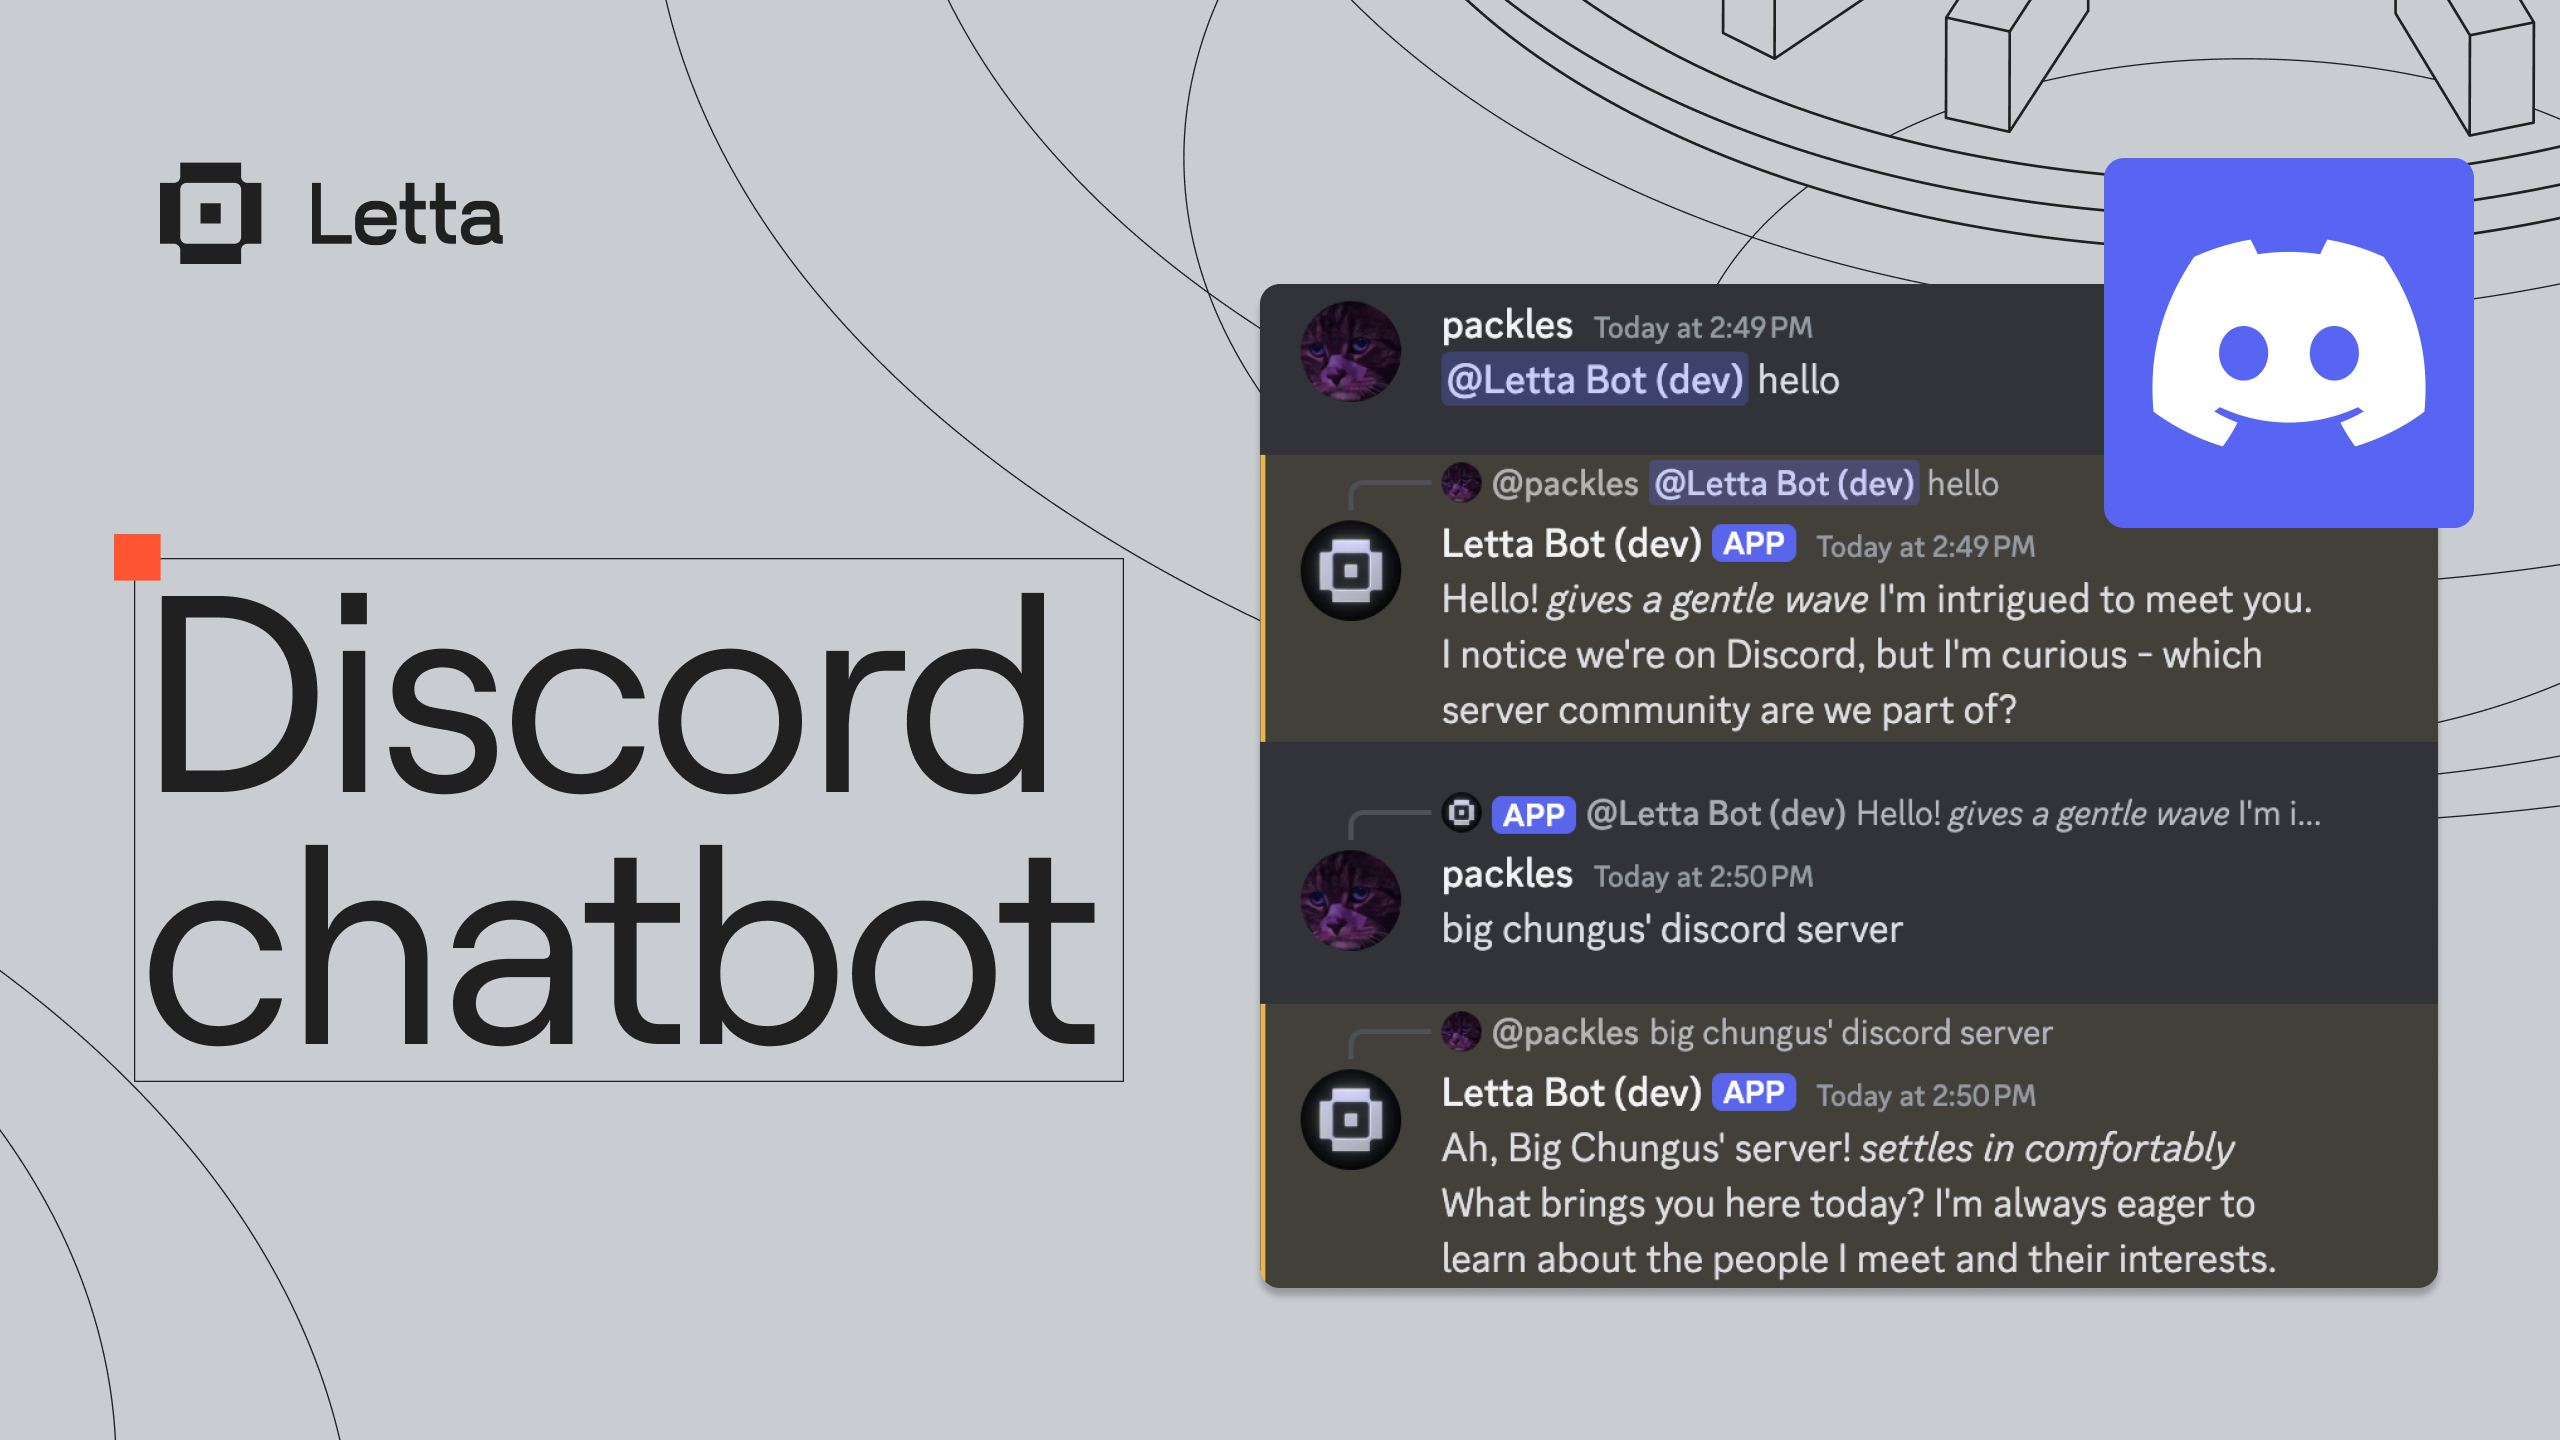 Letta
Discord
chatbot
packles Today at 2:49 PM
@Letta Bot (dev) hello
@packles @Letta Bot (dev) hello
Letta Bot (dev) APP Today at 2:49 PM
Hello! gives a gentle wave I'm intrigued to meet you.
I notice we're on Discord, but I'm curious - which
server community are we part of?
APP @Letta Bot (dev) Hello! gives a gentle wave I'm i...
packles Today at 2:50 PM
big chungus' discord server
@packles big chungus' discord server
Letta Bot (dev) APP Today at 2:50 PM
Ah, Big Chungus' server! settles in comfortably
What brings you here today? I'm always eager to
learn about the people I meet and their interests.